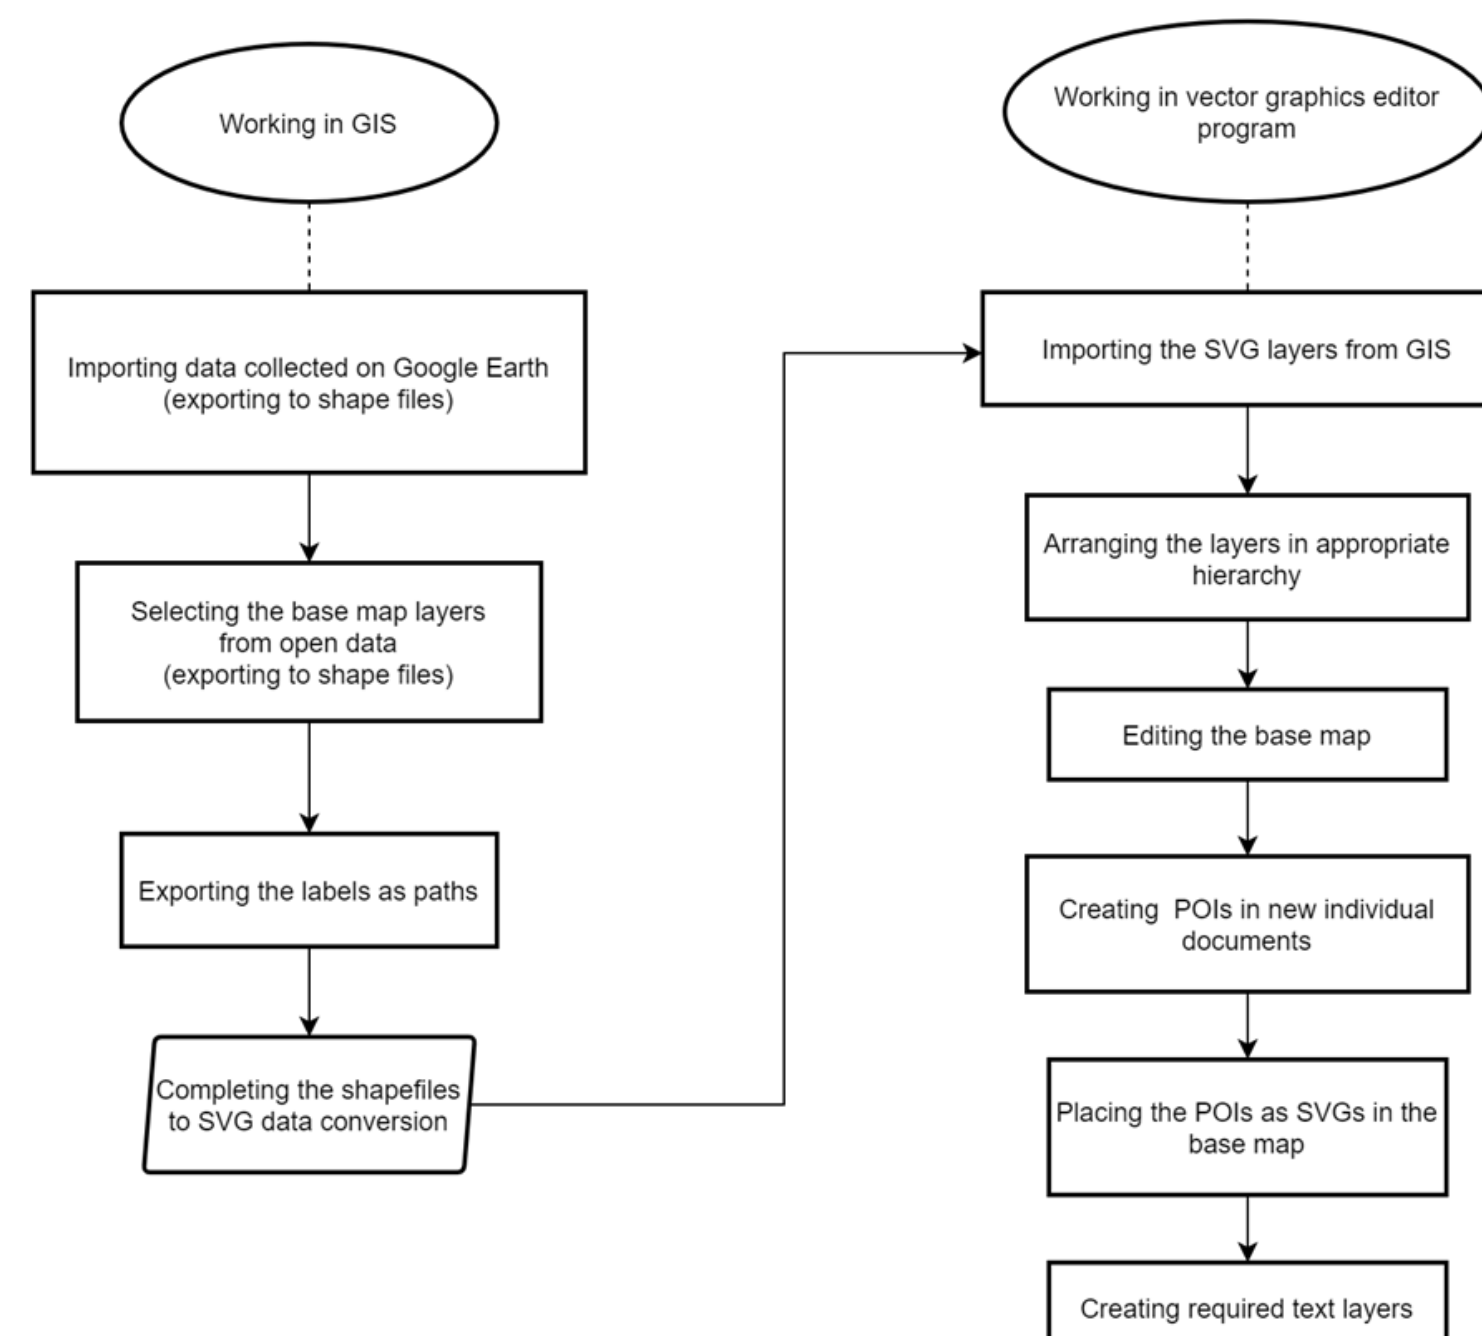 Working in GIS
Importing data collected on Google Earth
(exporting to shape files)
Selecting the base map layers
from open data
(exporting to shape files)
Exporting the labels as paths
Completing the shapefiles
to SVG data conversion
Working in vector graphics editor
program
Importing the SVG layers from GIS
Arranging the layers in appropriate
hierarchy
Editing the base map
Creating  POIs in new individual
documents
Placing the POIs as SVGs in the
base map
Creating required text layers